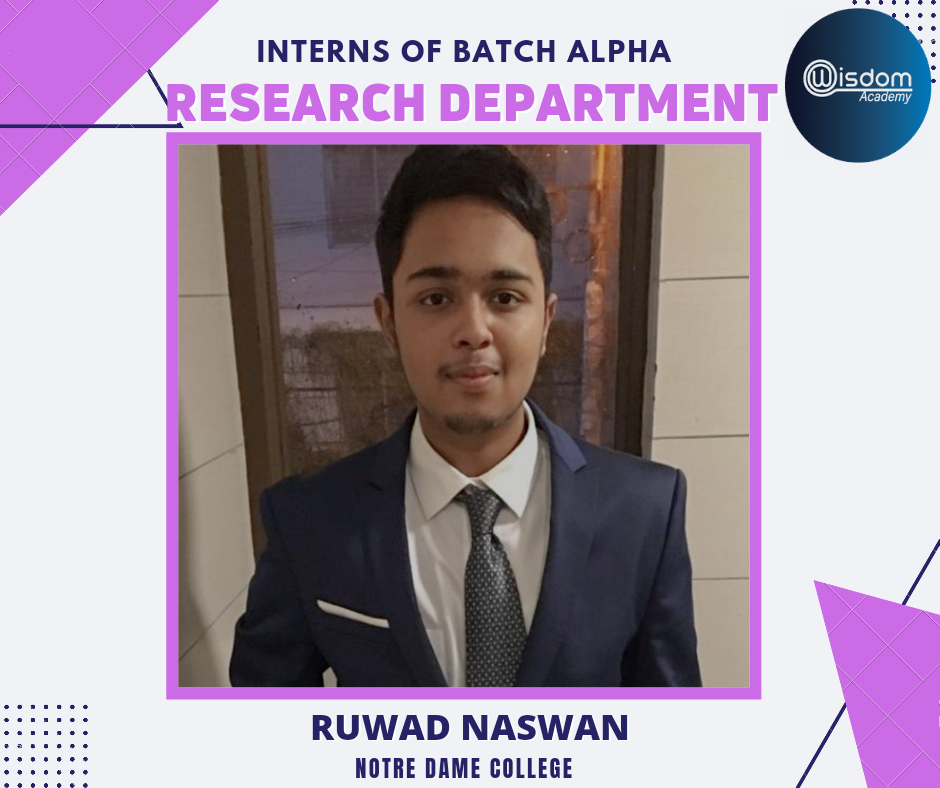 INTERNS OF BATCH ALPHA
RESEARCH DEPARTMENT
@Wisdom
Academy
RUWAD NASWAN
NOTRE DAME COLLEGE